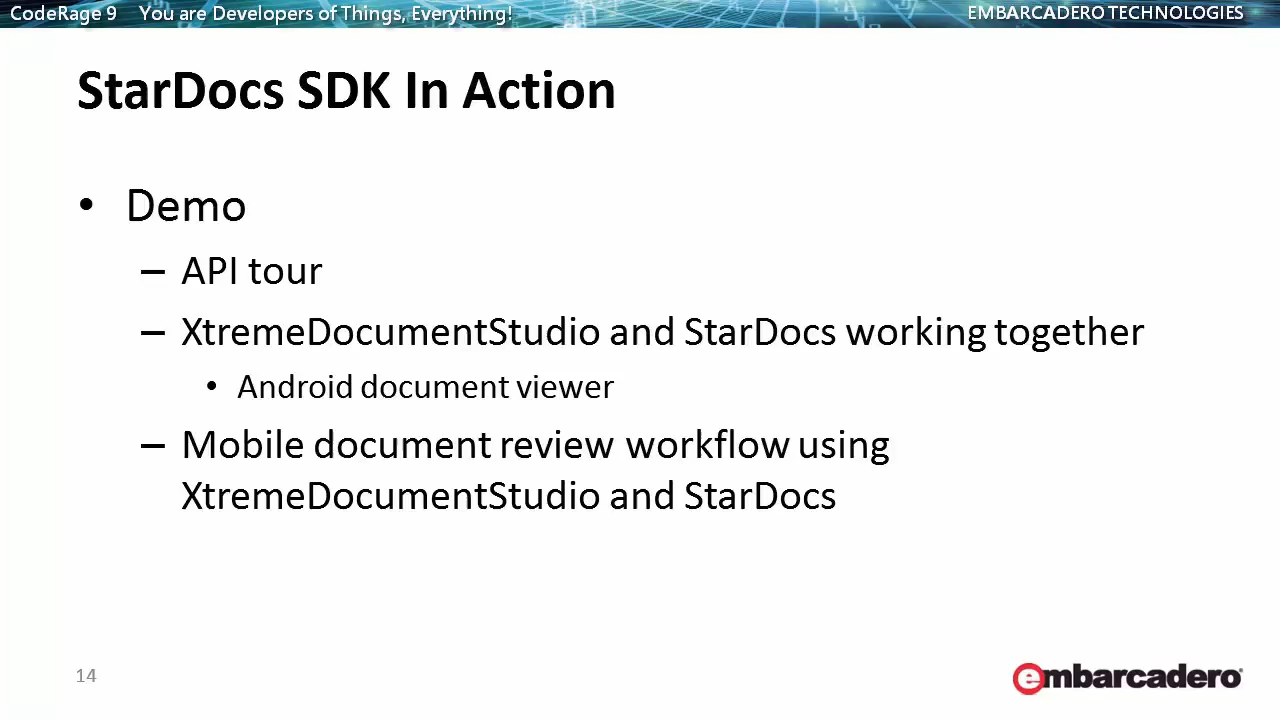 CodeRage 9 You are Developers of Things, Everything! EMBARCADERO TECHNOLOGIES
StarDocs SDK In Action
• Demo
– API tour
– XtremeDocumentStudio and StarDocs working together
• Android document viewer
– Mobile document review workflow using
XtremeDocumentStudio and StarDocs
14
embarcadero